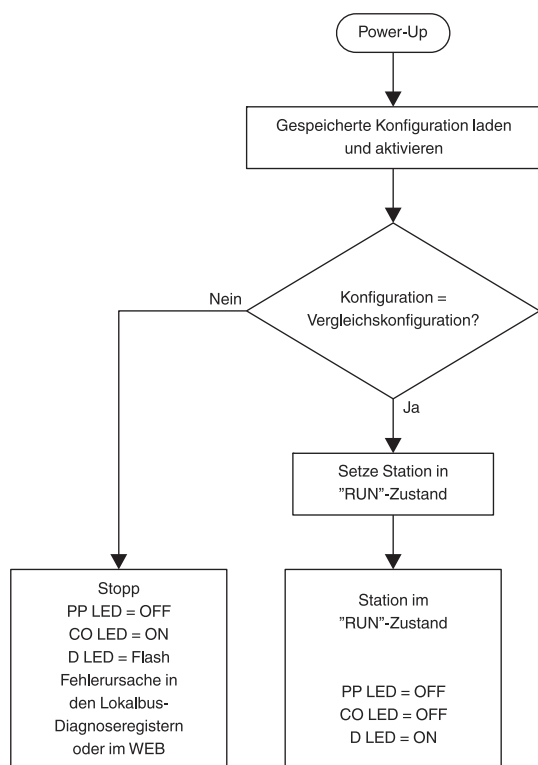 Power-Up
Gespeicherte Konfiguration laden
und aktivieren
Konfiguration =
Vergleichskonfiguration?
Nein
Ja
Setze Station in
”RUN”-Zustand
Stopp
PP LED = OFF
CO LED = ON
D LED = Flash
Fehlerursache in
den Lokalbus-
Diagnoseregistern
oder im WEB
Station im
”RUN”-Zustand
PP LED = OFF
CO LED = OFF
D LED = ON